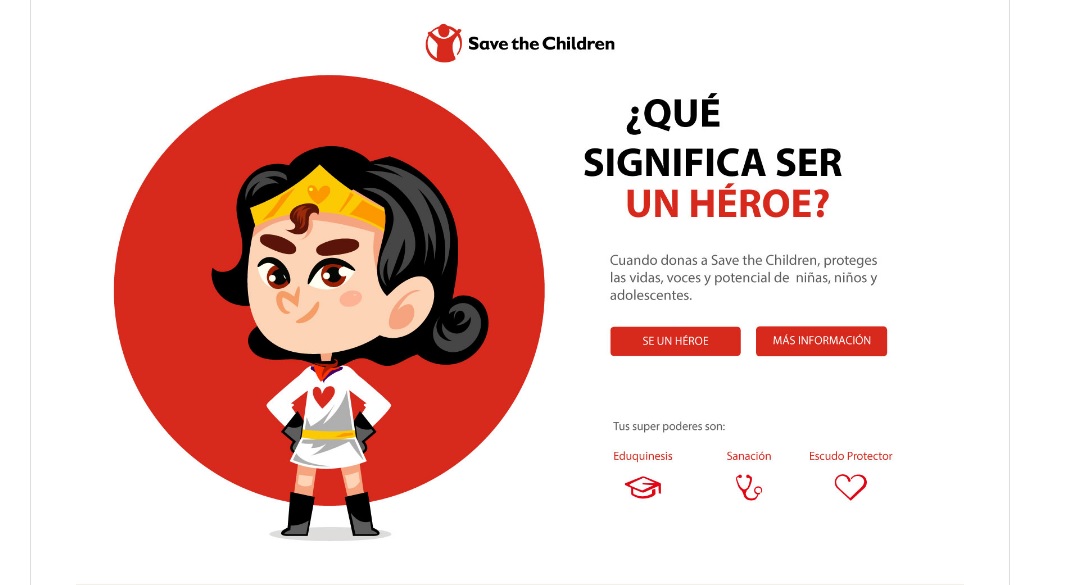 Save the Children
¿QUÉ
SIGNIFICA SER
UN HÉROE?
Cuando donas a Save the Children, proteges
las vidas, voces y potencial de niñas, niños y
adolescentes.
SE UN HÉROE
MÁS INFORMACIÓN
Tus super poderes son:
Eduquinesis
Sanación
Escudo Protector